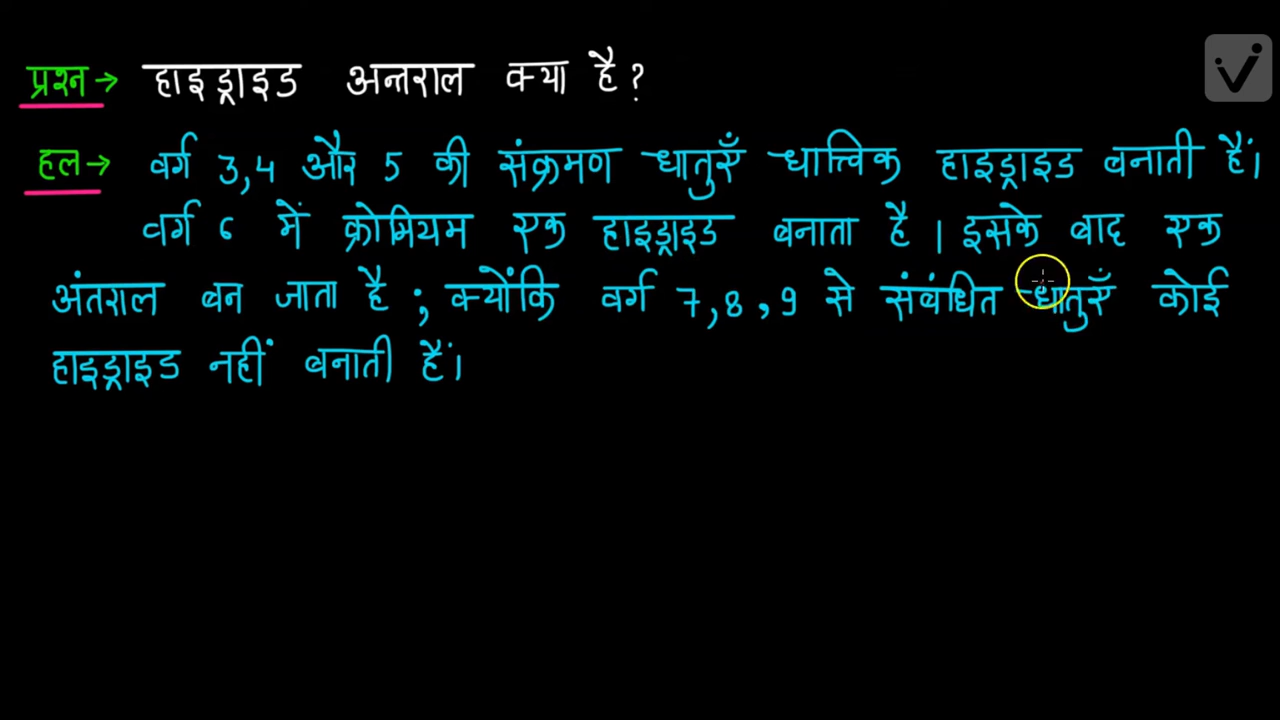 प्रश्न→ हाइड्राइड अन्तराल क्या है?
हल→ वर्ग 3,4 और 5 की संक्रमण धातुएँ धात्त्विक हाइड्राइड बनाती हैं।
वर्ग 6 में क्रोमियम एक हाइड्राइड बनाता है। इसके बाद एक
अंतराल बन जाता है; क्योंकि वर्ग 7,8,9 से संबंधित धातुएँ कोई
हाइड्राइड नहीं बनाती हैं।